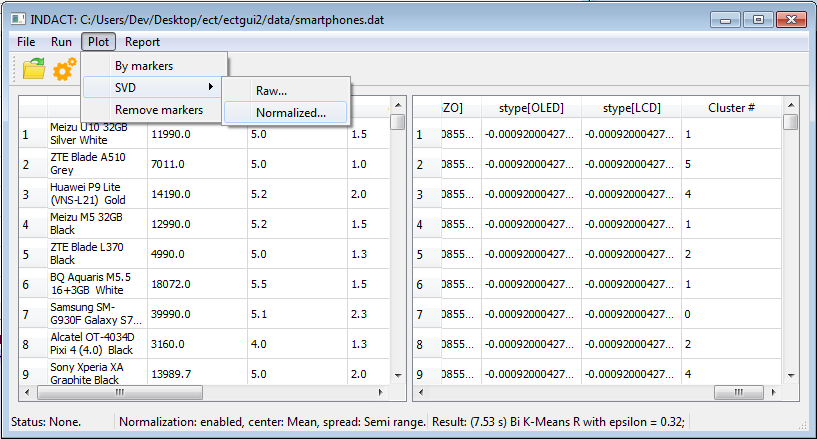 INDACT: C:/Users/Dev/Desktop/ect/ectgui2/data/smartphones.dat
File Run Plot Report
By markers
SVD
Remove markers
Raw...
Normalized...
ZO] stype[OLED] stype[LCD] Cluster #
1 Meizu U10 32GB Silver White 11990.0 5.0 1.5
2 ZTE Blade A510 Grey 7011.0 5.0 1.0
3 Huawei P9 Lite (VNS-L21) Gold 14190.0 5.2 2.0
4 Meizu M5 32GB Black 12990.0 5.2 1.5
5 ZTE Blade L370 Black 4990.0 5.0 1.3
6 BQ Aquaris M5.5 16+3GB White 18072.0 5.5 1.5
7 Samsung SM-G930F Galaxy S7... 39990.0 5.1 2.3
8 Alcatel OT-4034D Pixi 4 (4.0) Black 3160.0 4.0 1.3
9 Sony Xperia XA Graphite Black 13989.7 5.0 2.0
1 0855... -0.00092000427... -0.00092000427... 1
2 0855... -0.00092000427... -0.00092000427... 5
3 0855... -0.00092000427... -0.00092000427... 4
4 0855... -0.00092000427... -0.00092000427... 1
5 0855... -0.00092000427... -0.00092000427... 2
6 0855... -0.00092000427... -0.00092000427... 1
7 0855... -0.00092000427... -0.00092000427... 0
8 0855... -0.00092000427... -0.00092000427... 2
9 0855... -0.00092000427... -0.00092000427... 4
Status: None. Normalization: enabled, center: Mean, spread: Semi range. Result: (7.53 s) Bi K-Means R with epsilon = 0.32;